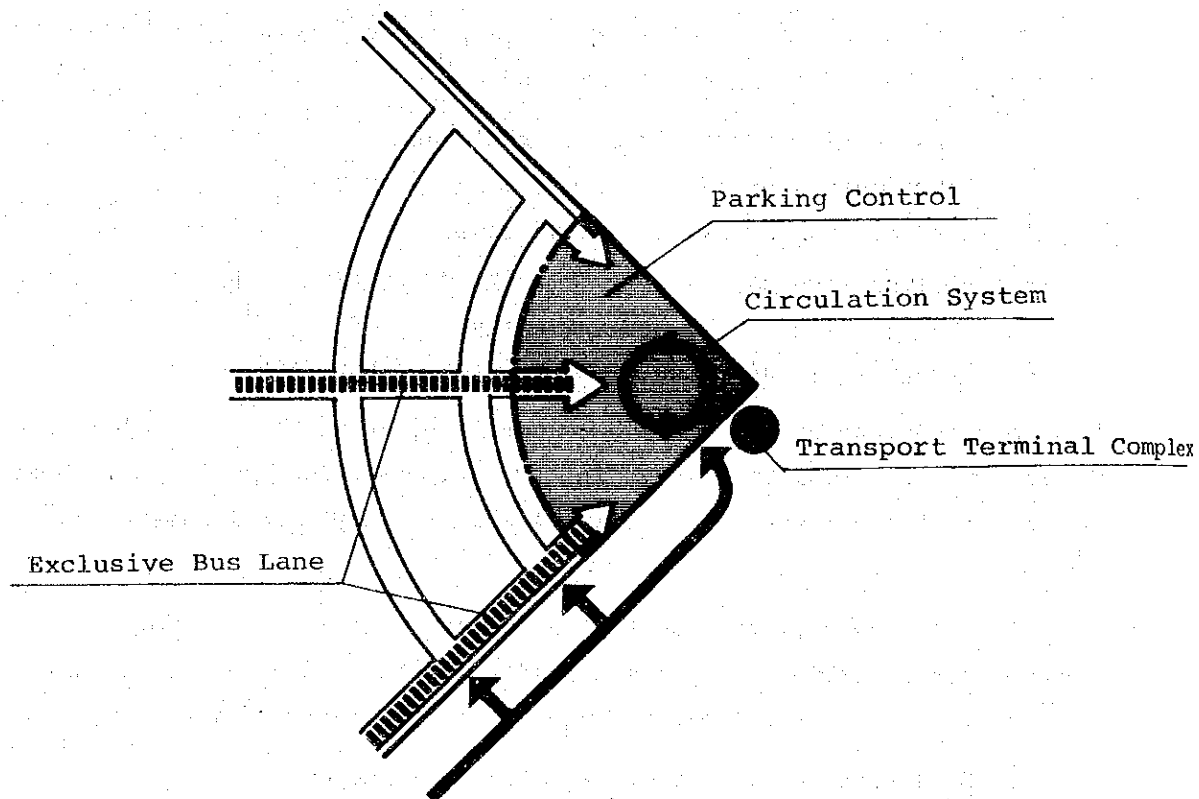 Parking Control
Circulation System
Transport Terminal Complex
Exclusive Bus Lane